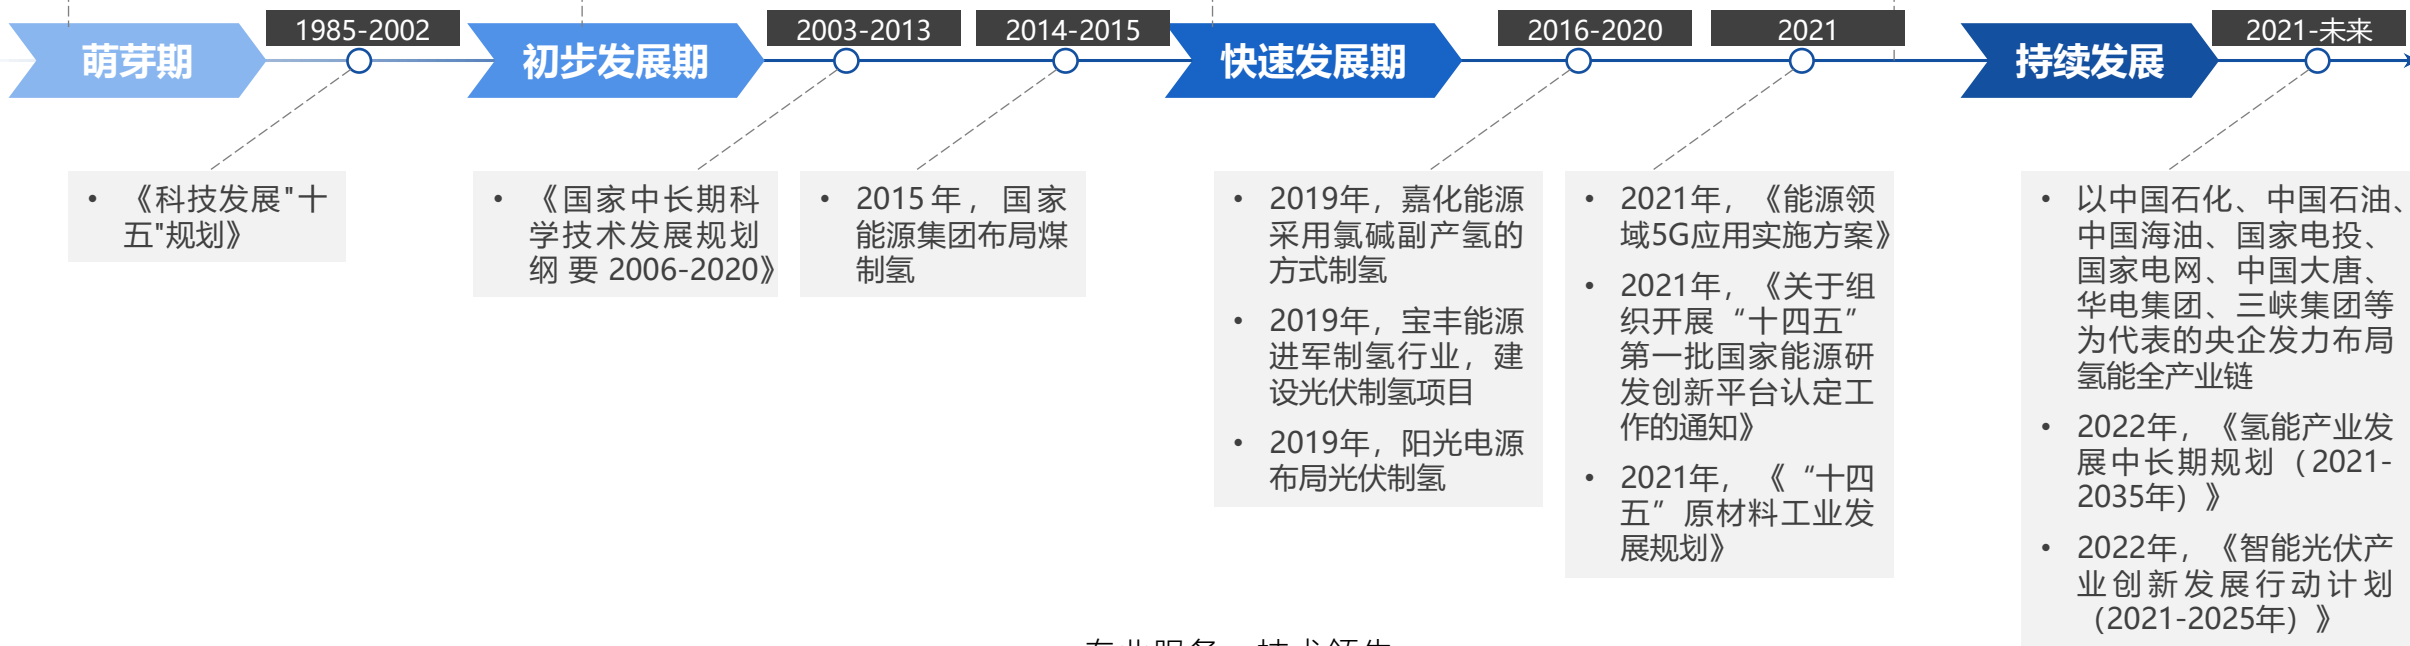 萌芽期
1985-2002
初步发展期
2003-2013
2014-2015
快速发展期
2016-2020
2021
持续发展
2021-未来
• 《科技发展"十
五"规划》
• 《国家中长期科
学技术发展规划
纲要2006-2020》
• 2015年，国家
能源集团布局煤
制氢
• 2019年，嘉化能源
采用氯碱副产氢的
方式制氢
• 2019年，宝丰能源
进军制氢行业，建
设光伏制氢项目
• 2019年，阳光电源
布局光伏制氢
• 2021年，《能源领
域5G应用实施方案》
• 2021年，《关于组
织开展“十四五”
第一批国家能源研
发创新平台认定工
作的通知》
• 2021年，《“十四
五”原材料工业发
展规划》
• 以中国石化、中国石油、
中国海油、国家电投、
国家电网、中国大唐、
华电集团、三峡集团等
为代表的央企发力布局
氢能全产业链
• 2022年，《氢能产业发
展中长期规划（2021-
2035年）》
• 2022年，《智能光伏产
业创新发展行动计划
（2021-2025年）》